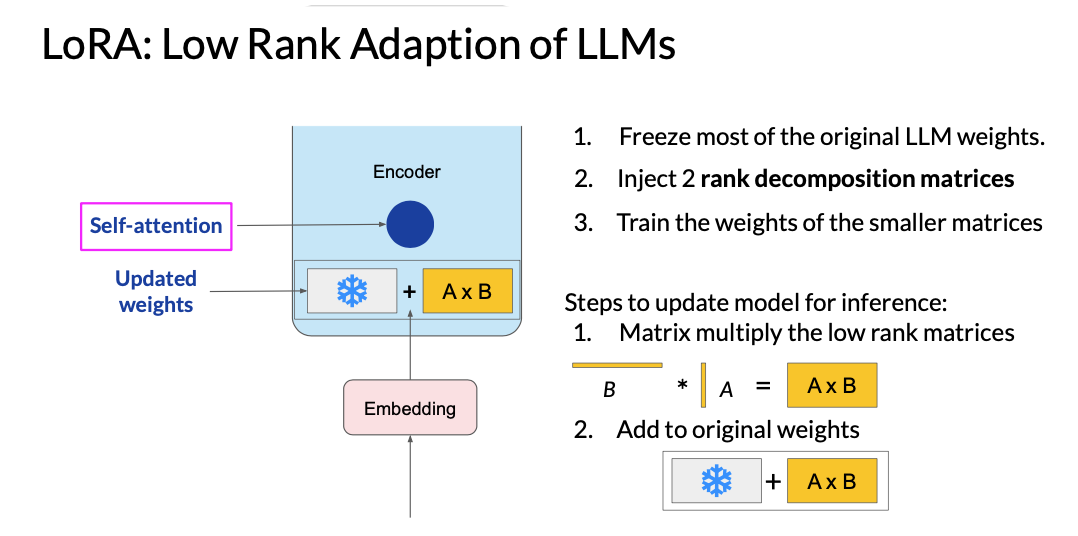 LoRA: Low Rank Adaption of LLMs
Encoder
Self-attention
Updated
weights
+ A x B
Embedding
1. Freeze most of the original LLM weights.
2. Inject 2 rank decomposition matrices
3. Train the weights of the smaller matrices
Steps to update model for inference:
1. Matrix multiply the low rank matrices
B * A = A x B
2. Add to original weights
+ A x B